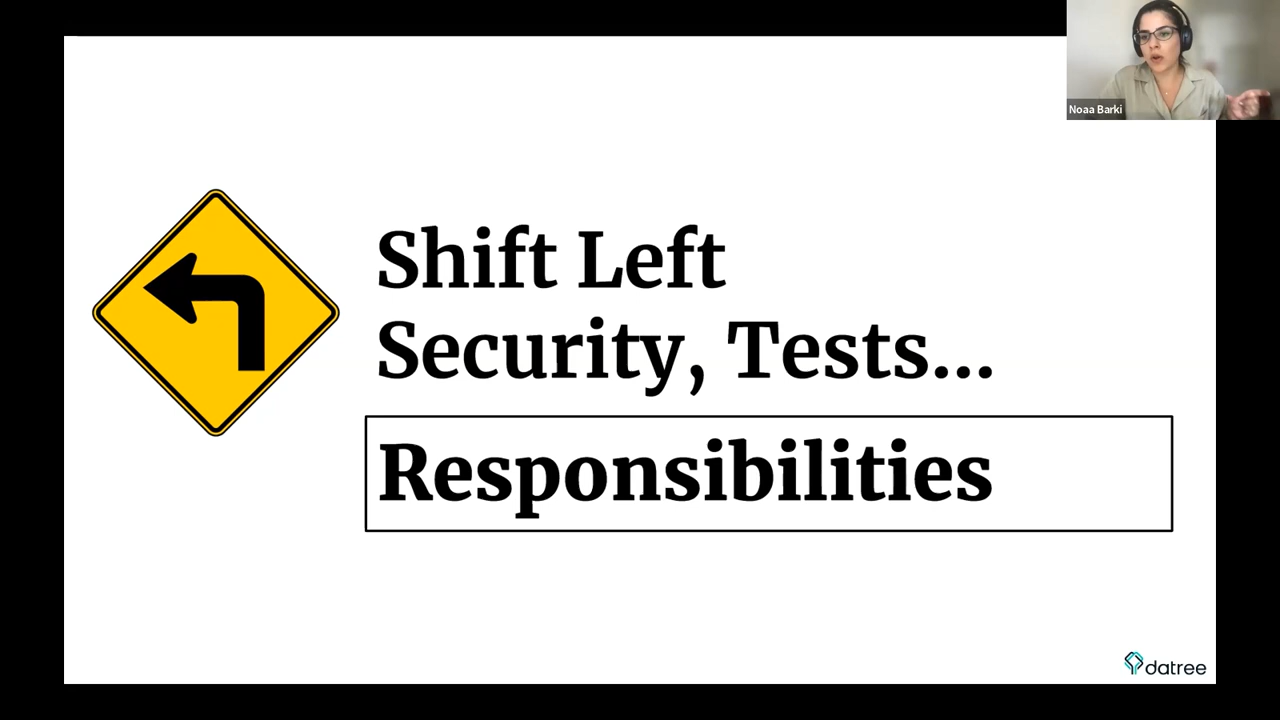 Noaa Barki
Shift Left
Security, Tests...
Responsibilities
datree